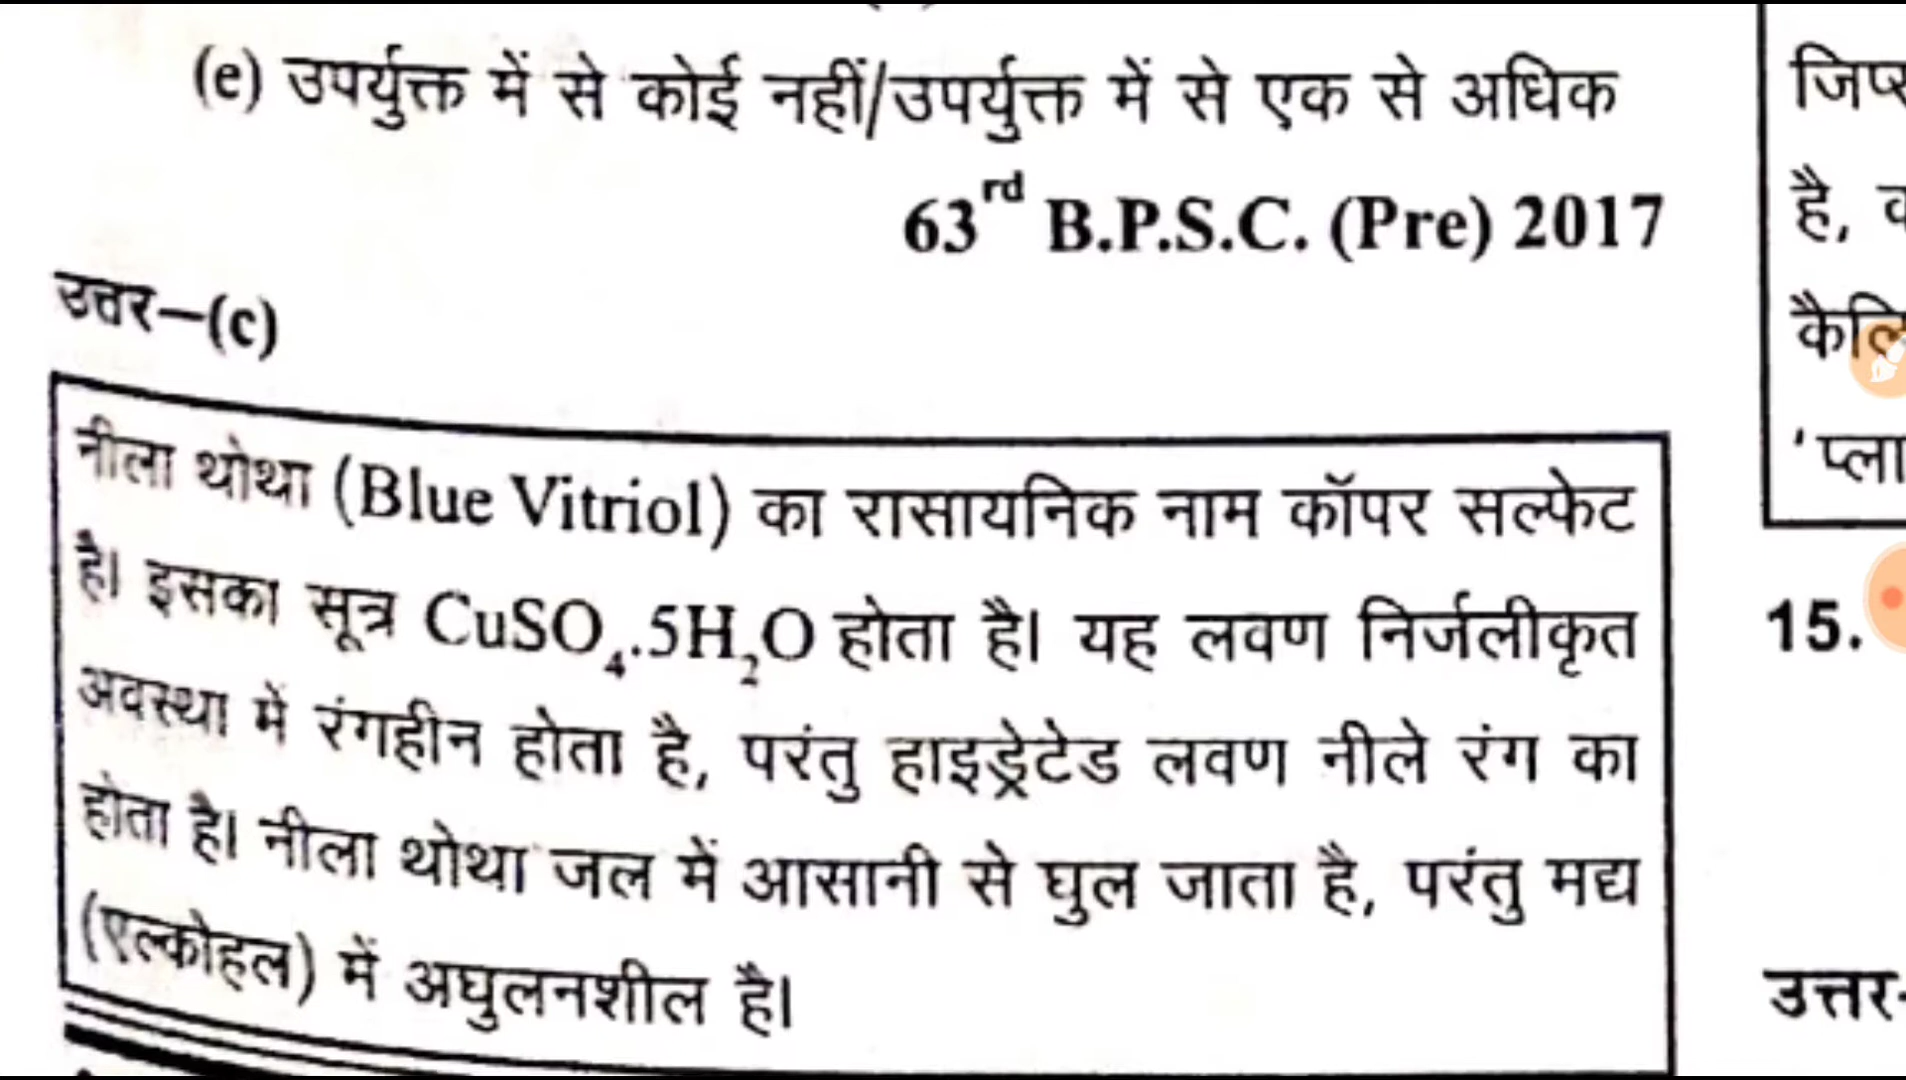 (e) उपर्युक्त में से कोई नहीं/उपर्युक्त में से एक से अधिक
63rd B.P.S.C. (Pre) 2017
उत्तर–(c)
नीला थोथा (Blue Vitriol) का रासायनिक नाम कॉपर सल्फेट
है। इसका सूत्र CuSO₄.5H₂O होता है। यह लवण निर्जलीकृत
अवस्था में रंगहीन होता है, परंतु हाइड्रेटेड लवण नीले रंग का
होता है। नीला थोथा जल में आसानी से घुल जाता है, परंतु मद्य
(एल्कोहल) में अघुलनशील है।
है,
15.
उत्तर-